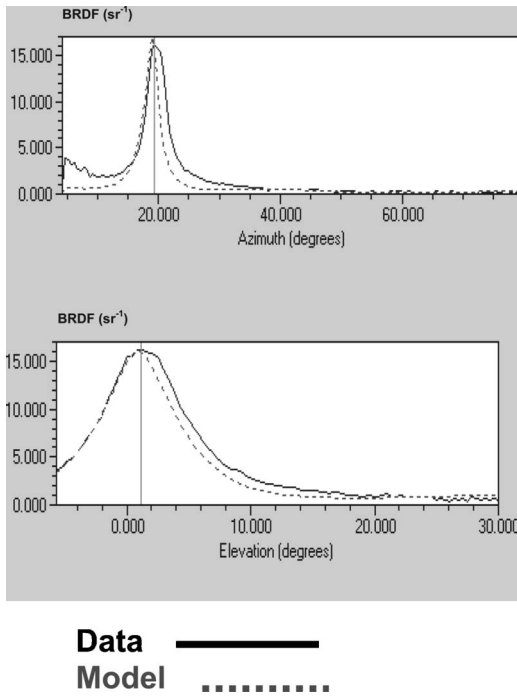 BRDF (sr⁻¹)
15.000
10.000
5.000
0.000
20.000 40.000 60.000
Azimuth (degrees)
BRDF (sr⁻¹)
15.000
10.000
5.000
0.000
0.000 10.000 20.000 30.000
Elevation (degrees)
Data
Model